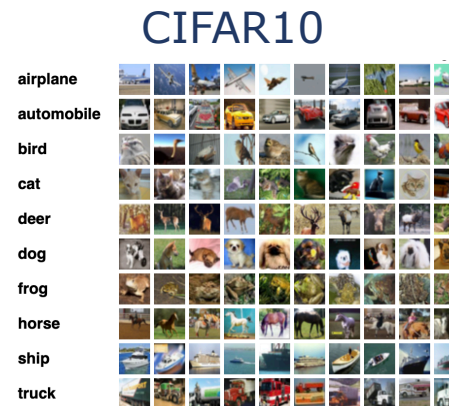 CIFAR10
airplane
automobile
bird
cat
deer
dog
frog
horse
ship
truck